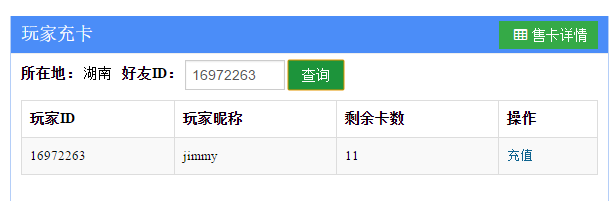 玩家充卡 售卡详情
所在地：湖南 好友ID： 16972263 查询
玩家ID 玩家昵称 剩余卡数 操作
16972263 jimmy 11 充值